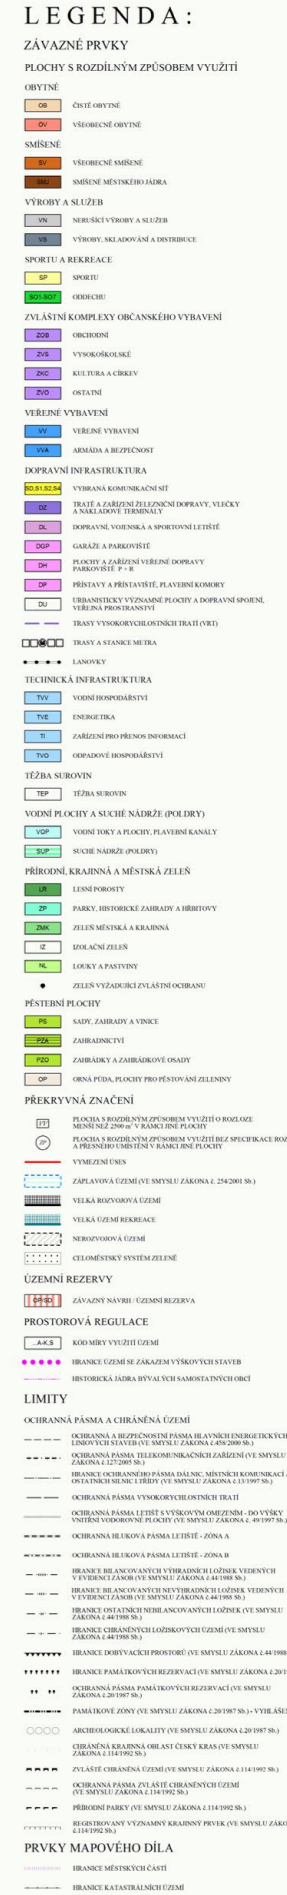 LEGENDA:
ZÁVAZNÉ PRVKY
PLOCHY S ROZDÍLNÝM ZPŮSOBEM VYUŽITÍ
OBYTNÉ
OB ČISTĚ OBYTNÉ
OV VŠEOBECNĚ OBYTNÉ
SMÍŠENÉ
SV VŠEOBECNĚ SMÍŠENÉ
SMJ SMÍŠENÉ MĚSTSKÉHO JÁDRA
VÝROBY A SLUŽEB
VN NERUŠÍCÍ VÝROBY A SLUŽEB
VS VÝROBY, SKLADOVÁNÍ A DISTRIBUCE
SPORTU A REKREACE
SP SPORTU
SO1-SO7 ODDECHU
ZVLÁŠTNÍ KOMPLEXY OBČANSKÉHO VYBAVENÍ
ZOB OBCHODNÍ
ZVS VYSOKOŠKOLSKÉ
ZKC KULTURA A CÍRKEV
ZVO OSTATNÍ
VEŘEJNÉ VYBAVENÍ
VV VEŘEJNÉ VYBAVENÍ
VVA ARMÁDA A BEZPEČNOST
DOPRAVNÍ INFRASTRUKTURA
SD,S1,S2,S4 VYBRANÁ KOMUNIKAČNÍ SÍŤ
DZ TRATĚ A ZAŘÍZENÍ ŽELEZNIČNÍ DOPRAVY, VLEČKY
A NÁKLADOVÉ TERMINÁLY
DL DOPRAVNÍ, VOJENSKÁ A SPORTOVNÍ LETIŠTĚ
DGP GARÁŽE A PARKOVIŠTĚ
DH PLOCHY A ZAŘÍZENÍ VEŘEJNÉ DOPRAVY
PARKOVIŠTĚ P + R
DP PŘÍSTAVY A PŘÍSTAVIŠTĚ, PLAVEBNÍ KOMORY
DU URBANISTICKY VÝZNAMNÉ PLOCHY A DOPRAVNÍ SPOJENÍ,
VEŘEJNÁ PROSTRANSTVÍ
TRASY VYSOKORYCHLOSTNÍCH TRATÍ (VRT)
TRASY A STANICE METRA
LANOVKY
TECHNICKÁ INFRASTRUKTURA
TVV VODNÍ HOSPODÁŘSTVÍ
TVE ENERGETIKA
TI ZAŘÍZENÍ PRO PŘENOS INFORMACÍ
TVO ODPADOVÉ HOSPODÁŘSTVÍ
TĚŽBA SUROVIN
TEP TĚŽBA SUROVIN
VODNÍ PLOCHY A SUCHÉ NÁDRŽE (POLDRY)
VOP VODNÍ TOKY A PLOCHY, PLAVEBNÍ KANÁLY
SUP SUCHÉ NÁDRŽE (POLDRY)
PŘÍRODNÍ, KRAJINNÁ A MĚSTSKÁ ZELEŇ
LR LESNÍ POROSTY
ZP PARKY, HISTORICKÉ ZAHRADY A HŘBITOVY
ZMK ZELEŇ MĚSTSKÁ A KRAJINNÁ
IZ IZOLAČNÍ ZELEŇ
NL LOUKY A PASTVINY
ZELEŇ VYŽADUJÍCÍ ZVLÁŠTNÍ OCHRANU
PĚSTEBNÍ PLOCHY
PS SADY, ZAHRADY A VINICE
PZA ZAHRADNICTVÍ
PZO ZAHRÁDKY A ZAHRÁDKOVÉ OSADY
OP ORNÁ PŮDA, PLOCHY PRO PĚSTOVÁNÍ ZELENINY
PŘEKRYVNÁ ZNAČENÍ
PLOCHA S ROZDÍLNÝM ZPŮSOBEM VYUŽITÍ O ROZLOZE
MENŠÍ NEŽ 2500 m² V RÁMCI JINÉ PLOCHY
ZP PLOCHA S ROZDÍLNÝM ZPŮSOBEM VYUŽITÍ BEZ SPECIFIKACE ROZ
A PŘESNÉHO UMÍSTĚNÍ V RÁMCI JINÉ PLOCHY
VYMEZENÍ ÚSES
ZÁPLAVOVÁ ÚZEMÍ (VE SMYSLU ZÁKONA č. 254/2001 Sb.)
VELKÁ ROZVOJOVÁ ÚZEMÍ
VELKÁ ÚZEMÍ REKREACE
NEROZVOJOVÁ ÚZEMÍ
CELOMĚSTSKÝ SYSTÉM ZELENĚ
ÚZEMNÍ REZERVY
OP/SD ZÁVAZNÝ NÁVRH / ÚZEMNÍ REZERVA
PROSTOROVÁ REGULACE
...A-K,S KÓD MÍRY VYUŽITÍ ÚZEMÍ
HRANICE ÚZEMÍ SE ZÁKAZEM VÝŠKOVÝCH STAVEB
HISTORICKÁ JÁDRA BÝVALÝCH SAMOSTATNÝCH OBCÍ
LIMITY
OCHRANNÁ PÁSMA A CHRÁNĚNÁ ÚZEMÍ
OCHRANNÁ A BEZPEČNOSTNÍ PÁSMA HLAVNÍCH ENERGETICKÝCH
LINIOVÝCH STAVEB (VE SMYSLU ZÁKONA č.458/2000 Sb.)
OCHRANNÁ PÁSMA TELEKOMUNIKAČNÍCH ZAŘÍZENÍ (VE SMYSLU
ZÁKONA č.127/2005 Sb.)
HRANICE OCHRANNÉHO PÁSMA DÁLNIC, MÍSTNÍCH KOMUNIKACÍ A
OSTATNÍCH SILNIC I.TŘÍDY (VE SMYSLU ZÁKONA č.13/1997 Sb.)
OCHRANNÁ PÁSMA VYSOKORYCHLOSTNÍCH TRATÍ
OCHRANNÁ PÁSMA LETIŠŤ S VÝŠKOVÝM OMEZENÍM - DO VÝŠKY
VNITŘNÍ VODOROVNÉ PLOCHY (VE SMYSLU ZÁKONA č. 49/1997 Sb.)
OCHRANNÁ HLUKOVÁ PÁSMA LETIŠTĚ - ZÓNA A
OCHRANNÁ HLUKOVÁ PÁSMA LETIŠTĚ - ZÓNA B
HRANICE BILANCOVANÝCH VÝHRADNÍCH LOŽISEK VEDENÝCH
V EVIDENCI ZÁSOB (VE SMYSLU ZÁKONA č.44/1988 Sb.)
HRANICE BILANCOVANÝCH NEVÝHRADNÍCH LOŽISEK VEDENÝCH
V EVIDENCI ZÁSOB (VE SMYSLU ZÁKONA č.44/1988 Sb.)
HRANICE OSTATNÍCH NEBILANCOVANÝCH LOŽISEK (VE SMYSLU
ZÁKONA č.44/1988 Sb.)
HRANICE CHRÁNĚNÝCH LOŽISKOVÝCH ÚZEMÍ (VE SMYSLU
ZÁKONA č.44/1988 Sb.)
HRANICE DOBÝVACÍCH PROSTORŮ (VE SMYSLU ZÁKONA č.44/1988
HRANICE PAMÁTKOVÝCH REZERVACÍ (VE SMYSLU ZÁKONA č.20/1
OCHRANNÁ PÁSMA PAMÁTKOVÝCH REZERVACÍ (VE SMYSLU
ZÁKONA č.20/1987 Sb.)
PAMÁTKOVÉ ZÓNY (VE SMYSLU ZÁKONA č.20/1987 Sb.) - VYHLÁŠE
ARCHEOLOGICKÉ LOKALITY (VE SMYSLU ZÁKONA č.20/1987 Sb.)
CHRÁNĚNÁ KRAJINNÁ OBLAST ČESKÝ KRAS (VE SMYSLU
ZÁKONA č.114/1992 Sb.)
ZVLÁŠTĚ CHRÁNĚNÁ ÚZEMÍ (VE SMYSLU ZÁKONA č.114/1992 Sb.)
OCHRANNÁ PÁSMA ZVLÁŠTĚ CHRÁNĚNÝCH ÚZEMÍ
(VE SMYSLU ZÁKONA č.114/1992 Sb.)
PŘÍRODNÍ PARKY (VE SMYSLU ZÁKONA č.114/1992 Sb.)
REGISTROVANÝ VÝZNAMNÝ KRAJINNÝ PRVEK (VE SMYSLU ZÁKO
č.114/1992 Sb.)
PRVKY MAPOVÉHO DÍLA
HRANICE MĚSTSKÝCH ČÁSTÍ
HRANICE KATASTRÁLNÍCH ÚZEMÍ